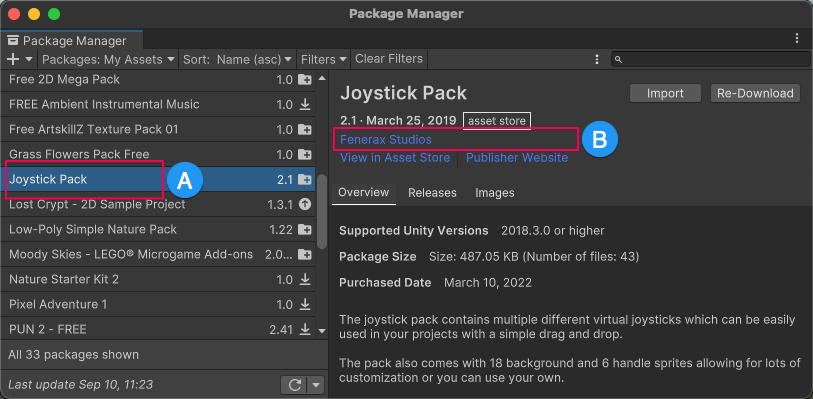 Package Manager
Package Manager
Packages: My Assets
Sort: Name (asc)
Filters
Clear Filters
Free 2D Mega Pack 1.0
FREE Ambient Instrumental Music 1.0
Free ArtskillZ Texture Pack 01 1.0
Grass Flowers Pack Free 1.0
Joystick Pack 2.1
A
Lost Crypt - 2D Sample Project 1.3.1
Low-Poly Simple Nature Pack 1.22
Moody Skies - LEGO® Microgame Add-ons 2.0...
Nature Starter Kit 2 1.0
Pixel Adventure 1 1.0
PUN 2 - FREE 2.41
All 33 packages shown
Last update Sep 10, 11:23
Joystick Pack
Import
Re-Download
2.1 · March 25, 2019 asset store
Fenerax Studios
B
View in Asset Store Publisher Website
Overview Releases Images
Supported Unity Versions 2018.3.0 or higher
Package Size Size: 487.05 KB (Number of files: 43)
Purchased Date March 10, 2022
The joystick pack contains multiple different virtual joysticks which can be easily
used in your projects with a simple drag and drop.
The pack also comes with 18 background and 6 handle sprites allowing for lots of
customization or you can use your own.